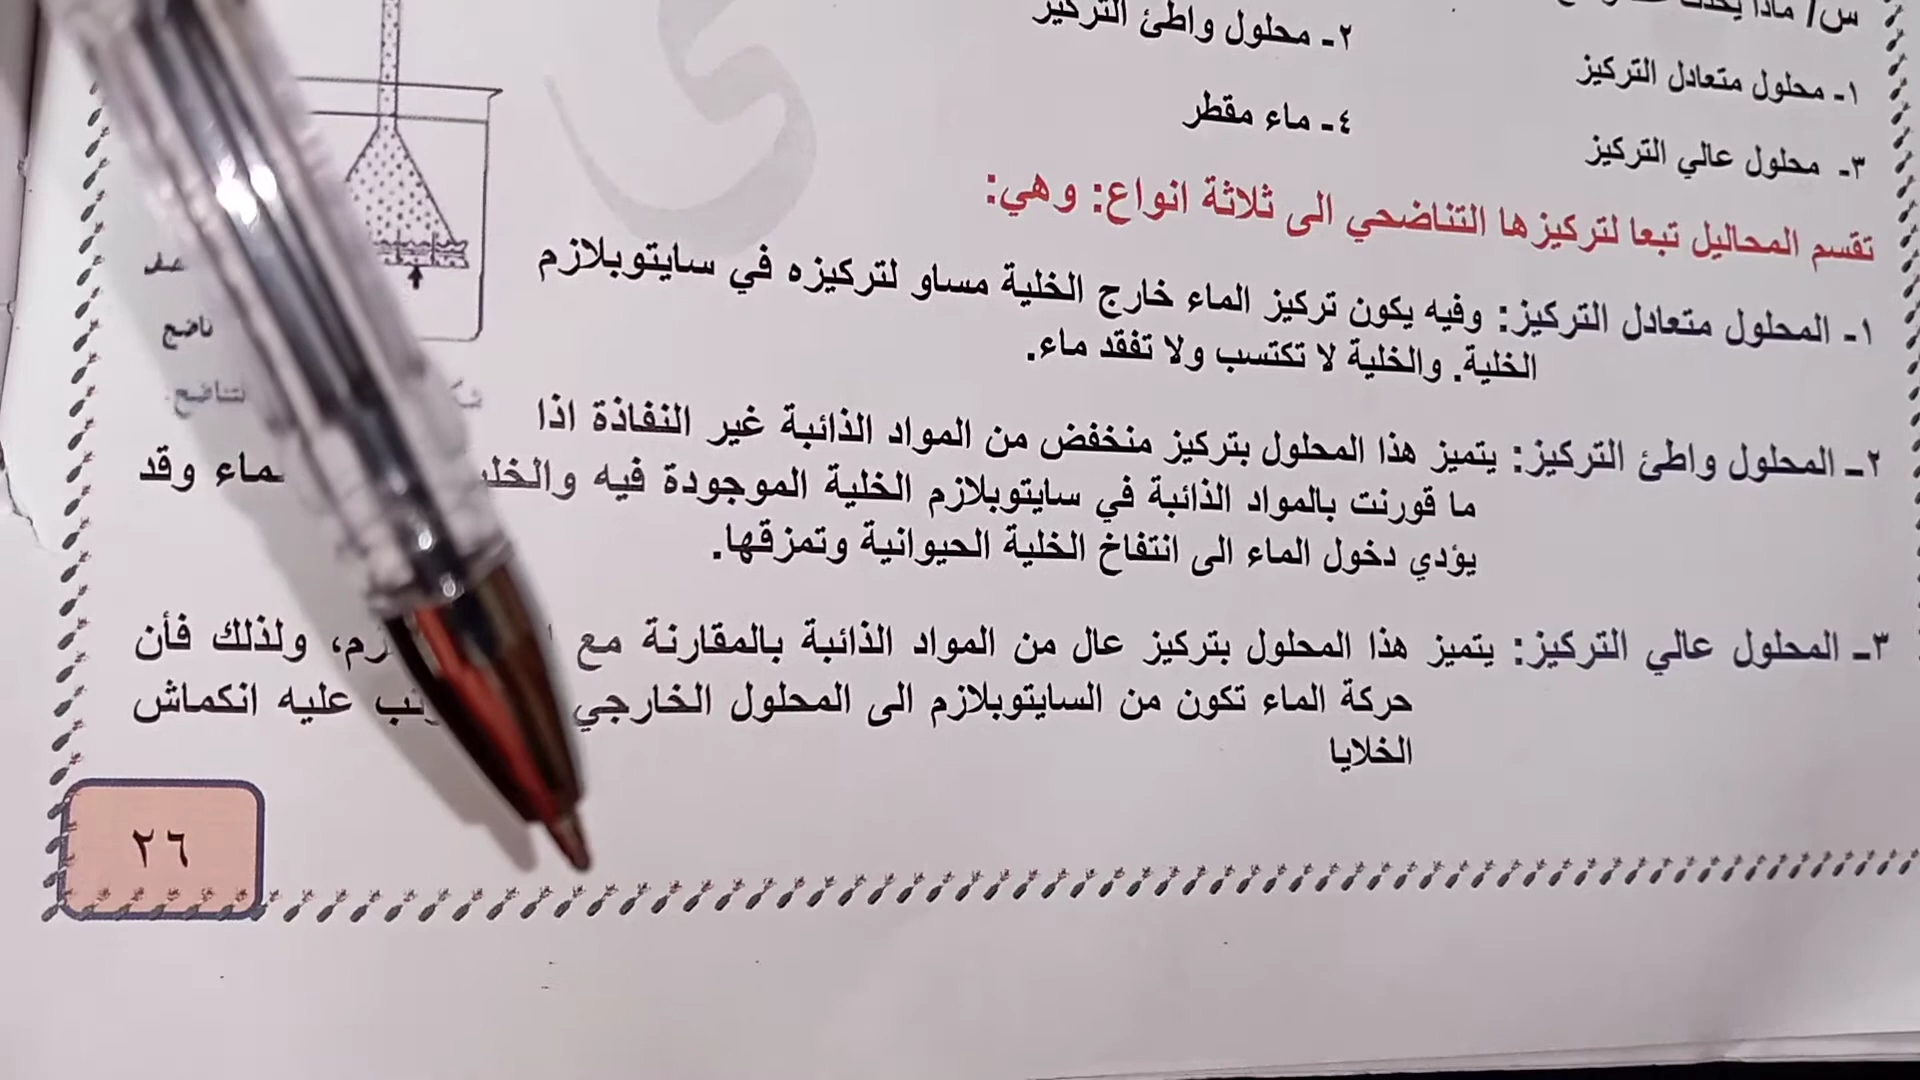 س/ ماذا
١- محلول متعادل التركيز
٢- محلول واطئ التركيز
٣- محلول عالي التركيز
٤- ماء مقطر
تقسم المحاليل تبعا لتركيزها التناضحي الى ثلاثة انواع: وهي:
١- المحلول متعادل التركيز: وفيه يكون تركيز الماء خارج الخلية مساو لتركيزه في سايتوبلازم
الخلية. والخلية لا تكتسب ولا تفقد ماء.
٢- المحلول واطئ التركيز: يتميز هذا المحلول بتركيز منخفض من المواد الذائبة غير النفاذة اذا
ما قورنت بالمواد الذائبة في سايتوبلازم الخلية الموجودة فيه وقد
يؤدي دخول الماء الى انتفاخ الخلية الحيوانية وتمزقها.
٣- المحلول عالي التركيز: يتميز هذا المحلول بتركيز عال من المواد الذائبة بالمقارنة مع ولذلك فأن
حركة الماء تكون من السايتوبلازم الى المحلول الخارجي عليه انكماش
الخلايا
ناضج
٢٦